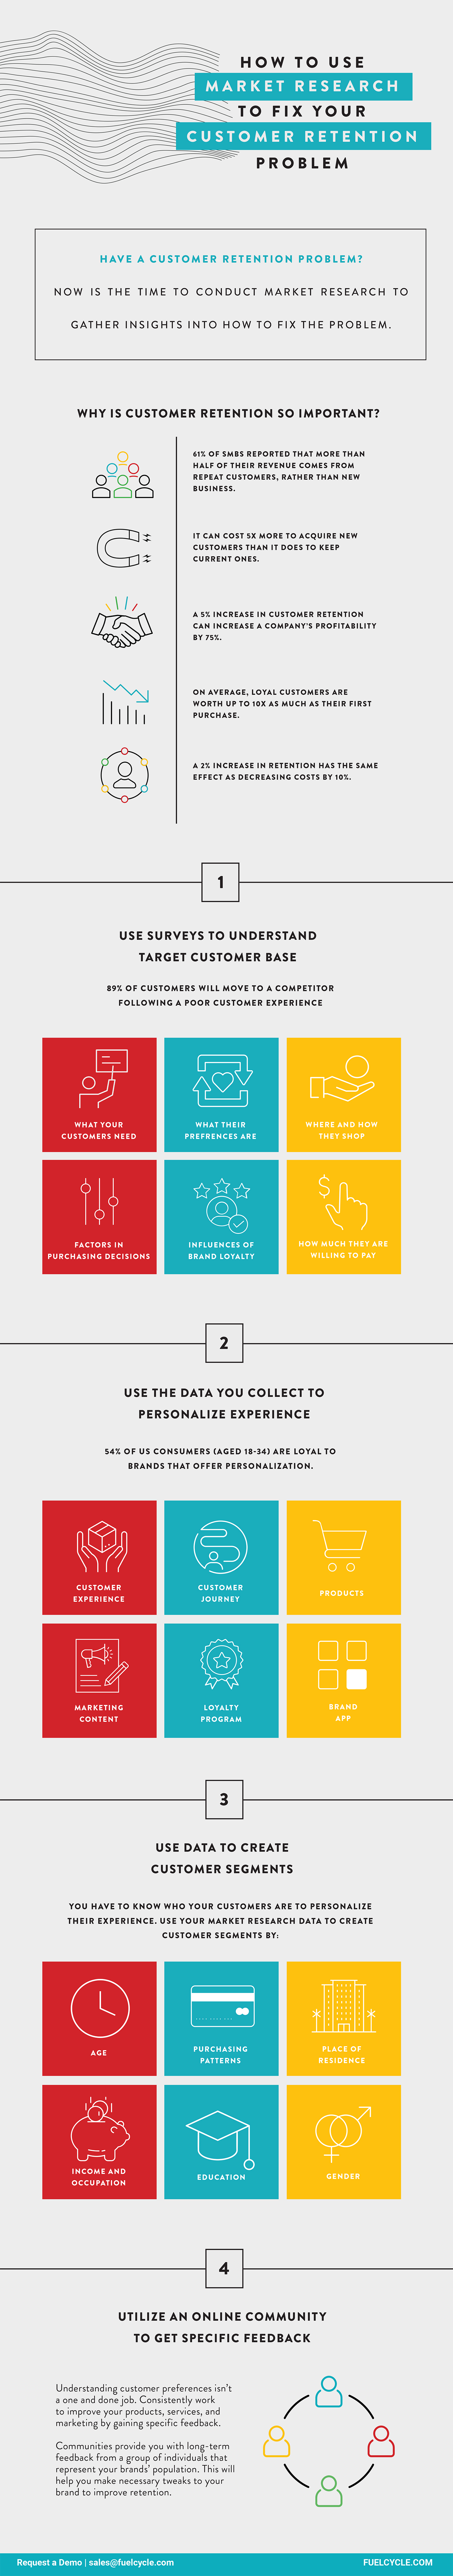 HOW TO USE
MARKET RESEARCH
TO FIX YOUR
CUSTOMER RETENTION
PROBLEM
HAVE A CUSTOMER RETENTION PROBLEM?
NOW IS THE TIME TO CONDUCT MARKET RESEARCH TO
GATHER INSIGHTS INTO HOW TO FIX THE PROBLEM.
WHY IS CUSTOMER RETENTION SO IMPORTANT?
61% OF SMBS REPORTED THAT MORE THAN
HALF OF THEIR REVENUE COMES FROM
REPEAT CUSTOMERS, RATHER THAN NEW
BUSINESS.
IT CAN COST 5X MORE TO ACQUIRE NEW
CUSTOMERS THAN IT DOES TO KEEP
CURRENT ONES.
A 5% INCREASE IN CUSTOMER RETENTION
CAN INCREASE A COMPANY'S PROFITABILITY
BY 75%.
ON AVERAGE, LOYAL CUSTOMERS ARE
WORTH UP TO 10X AS MUCH AS THEIR FIRST
PURCHASE.
A 2% INCREASE IN RETENTION HAS THE SAME
EFFECT AS DECREASING COSTS BY 10%.
1
USE SURVEYS TO UNDERSTAND
TARGET CUSTOMER BASE
89% OF CUSTOMERS WILL MOVE TO A COMPETITOR
FOLLOWING A POOR CUSTOMER EXPERIENCE
WHAT YOUR
CUSTOMERS NEED
WHAT THEIR
PREFRENCES ARE
WHERE AND HOW
THEY SHOP
FACTORS IN
PURCHASING DECISIONS
INFLUENCES OF
BRAND LOYALTY
$
HOW MUCH THEY ARE
WILLING TO PAY
2
USE THE DATA YOU COLLECT TO
PERSONALIZE EXPERIENCE
54% OF US CONSUMERS (AGED 18-34) ARE LOYAL TO
BRANDS THAT OFFER PERSONALIZATION.
CUSTOMER
EXPERIENCE
CUSTOMER
JOURNEY
PRODUCTS
MARKETING
CONTENT
LOYALTY
PROGRAM
BRAND
APP
3
USE DATA TO CREATE
CUSTOMER SEGMENTS
YOU HAVE TO KNOW WHO YOUR CUSTOMERS ARE TO PERSONALIZE
THEIR EXPERIENCE. USE YOUR MARKET RESEARCH DATA TO CREATE
CUSTOMER SEGMENTS BY:
AGE
PURCHASING
PATTERNS
PLACE OF
RESIDENCE
INCOME AND
OCCUPATION
EDUCATION
GENDER
4
UTILIZE AN ONLINE COMMUNITY
TO GET SPECIFIC FEEDBACK
Understanding customer preferences isn't
a one and done job. Consistently work
to improve your products, services, and
marketing by gaining specific feedback.
Communities provide you with long-term
feedback from a group of individuals that
represent your brands' population. This will
help you make necessary tweaks to your
brand to improve retention.
Request a Demo | sales@fuelcycle.com
FUELCYCLE.COM